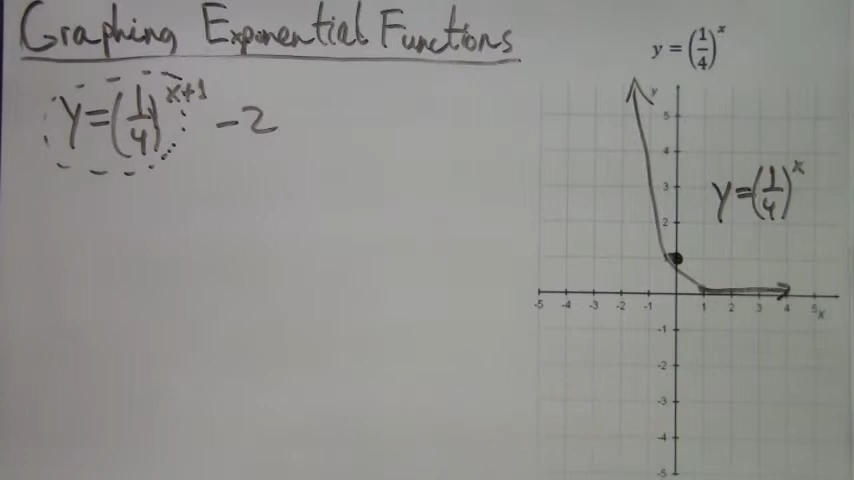 Graphing Exponential Functions
y=(1/4)^x
y=(1/4)^(x+1) -2
y
5
4
3
2
y=(1/4)^x
-5 -4 -3 -2 -1 1 2 3 4 5 x
-1
-2
-3
-4
-5